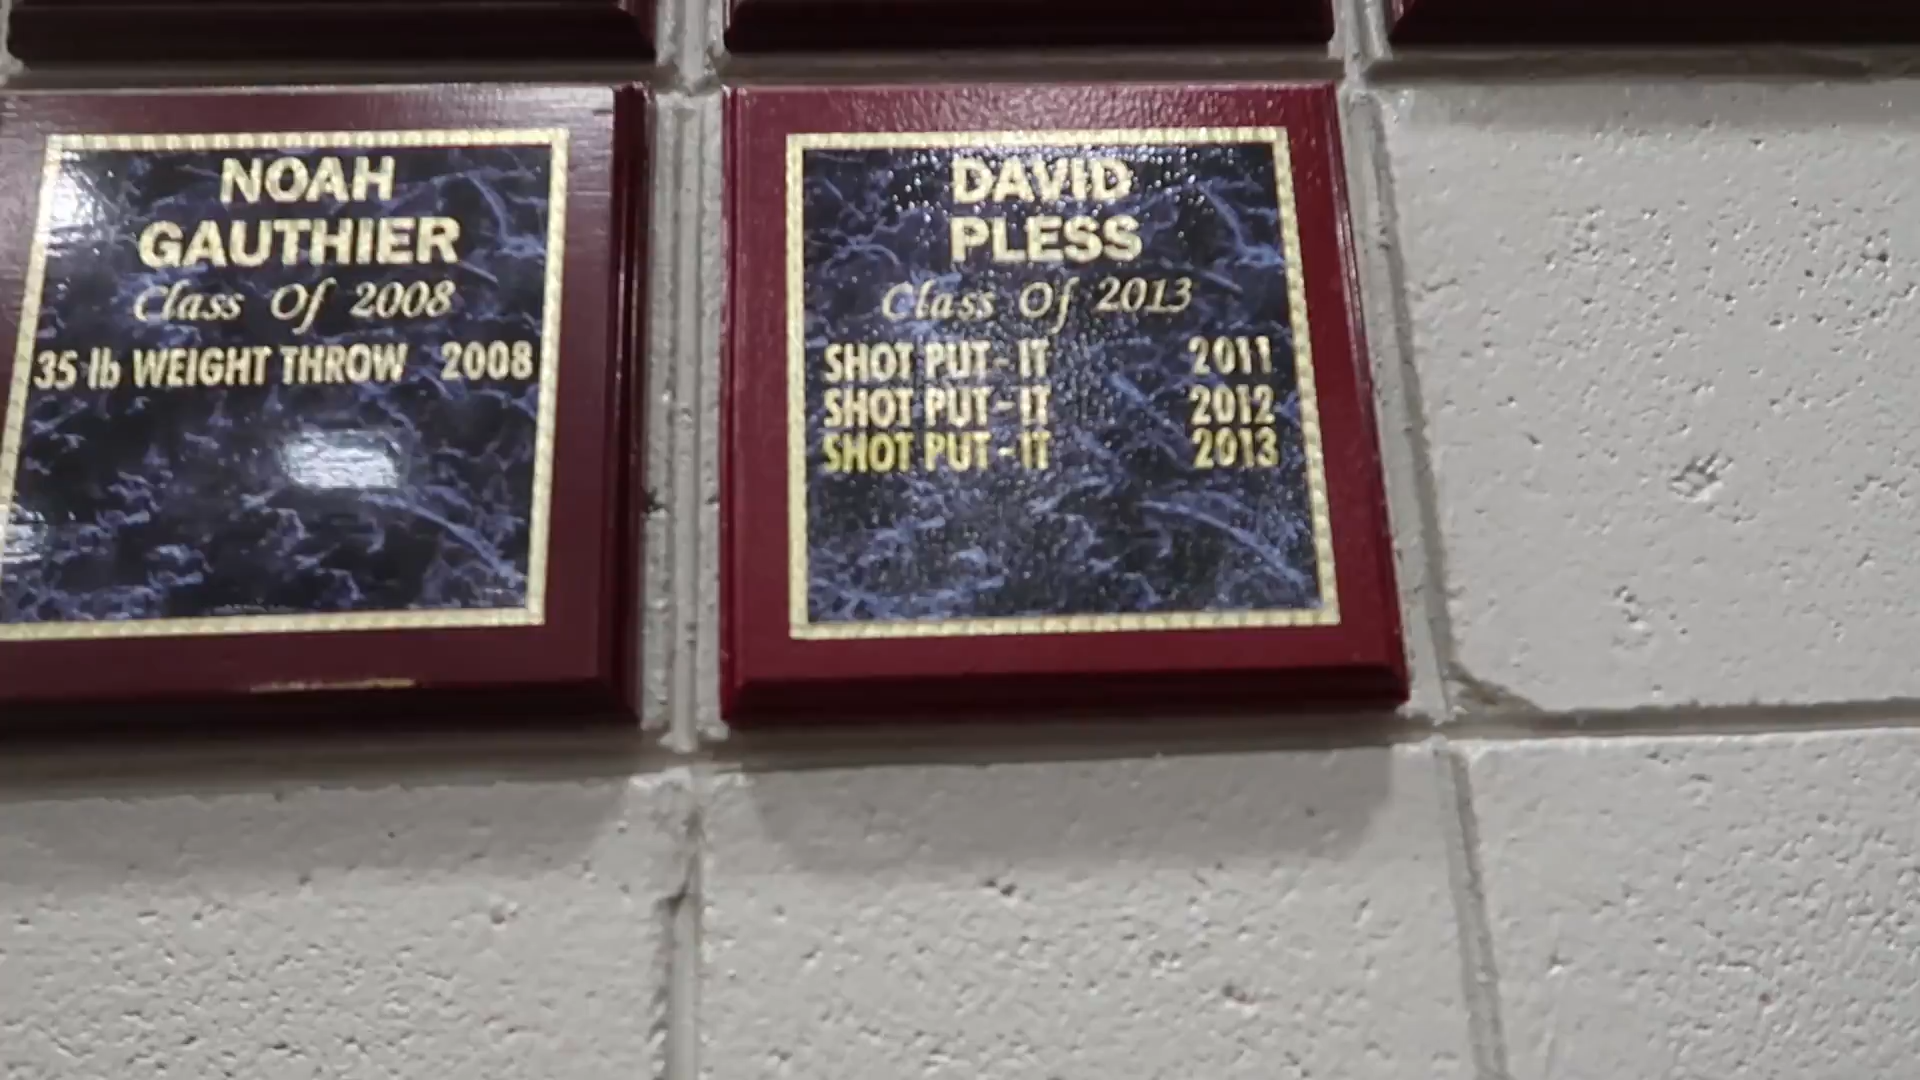 NOAH
GAUTHIER
Class Of 2008
35 lb WEIGHT THROW 2008
DAVID
PLESS
Class Of 2013
SHOT PUT - IT 2011
SHOT PUT - IT 2012
SHOT PUT - IT 2013